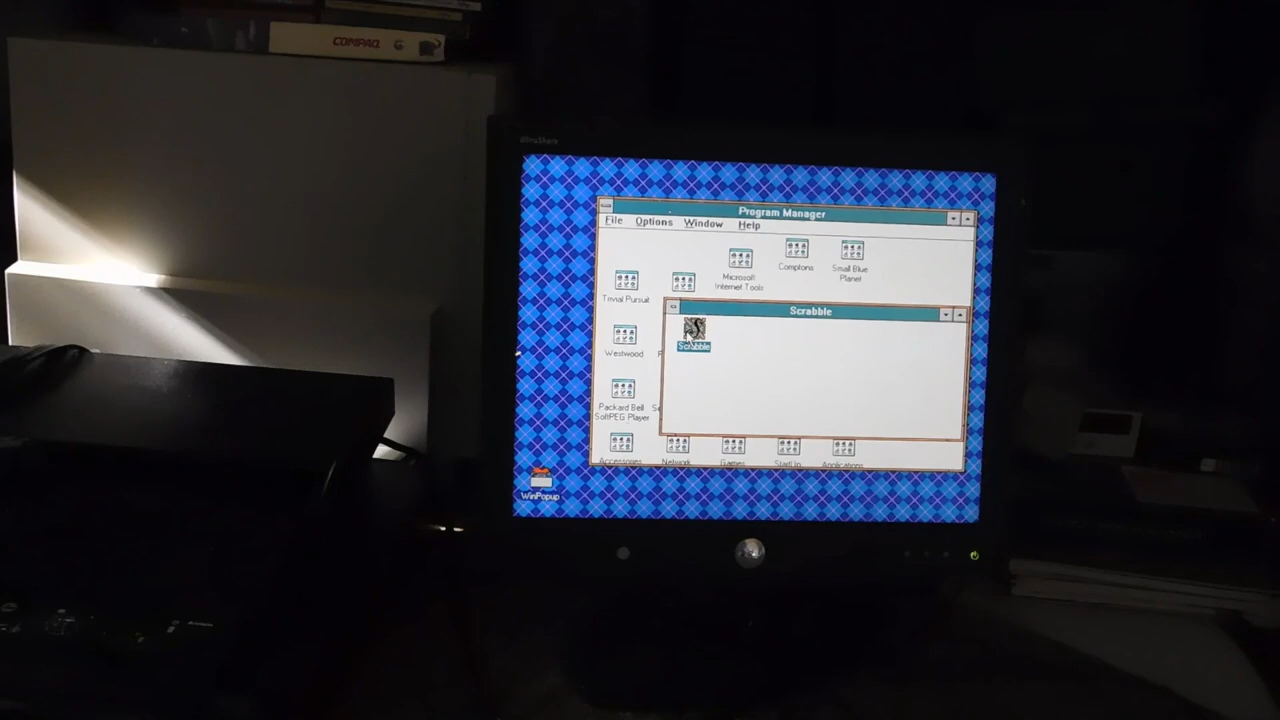 COMPAQ
UltraSharp
Program Manager
File Options Window Help
Microsoft
Internet Tools
Comptons
Small Blue
Planet
Trivial Pursuit
Scrabble
Scrabble
Westwood
Packard Bell
SoftPEG Player
Accessories
Network
Games
StartUp
Applications
WinPopup